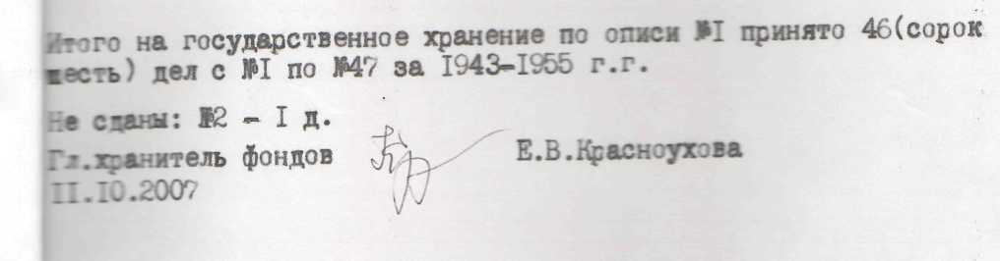 Итого на государственное хранение по описи №I принято 46(сорок
шесть) дел с №I по №47 за I943-I955 г.г.
Не сданы: №2 - I д.
Гл.хранитель фондов Е.В.Красноухова
II.IO.2007